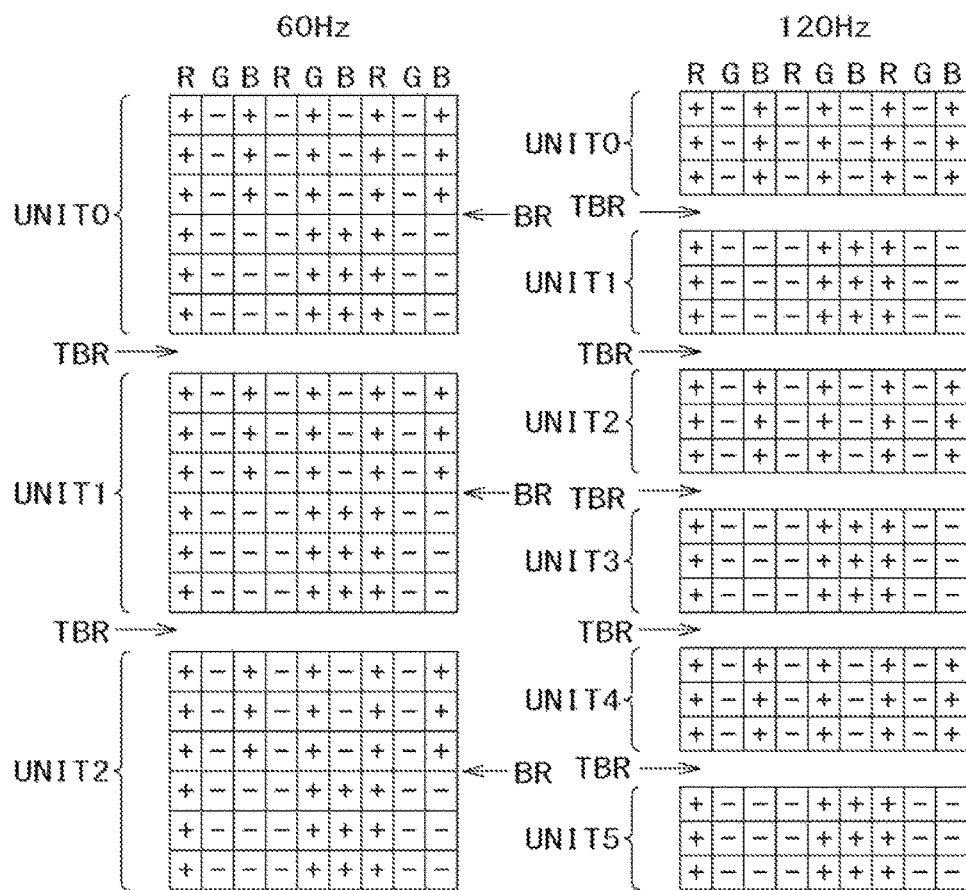 60Hz
R G B R G B R G B
UNIT0
+ - + - + - + - +
+ - + - + - + - +
+ - + - + - + - +
+ - - - + + + - -
+ - - - + + + - -
+ - - - + + + - -
BR
TBR
UNIT1
+ - + - + - + - +
+ - + - + - + - +
+ - + - + - + - +
+ - - - + + + - -
+ - - - + + + - -
+ - - - + + + - -
BR
TBR
UNIT2
+ - + - + - + - +
+ - + - + - + - +
+ - + - + - + - +
+ - - - + + + - -
+ - - - + + + - -
+ - - - + + + - -
BR
120Hz
R G B R G B R G B
UNIT0
+ - + - + - + - +
+ - + - + - + - +
+ - + - + - + - +
TBR
UNIT1
+ - - - + + + - -
+ - - - + + + - -
+ - - - + + + - -
TBR
UNIT2
+ - + - + - + - +
+ - + - + - + - +
+ - + - + - + - +
TBR
UNIT3
+ - - - + + + - -
+ - - - + + + - -
+ - - - + + + - -
TBR
UNIT4
+ - + - + - + - +
+ - + - + - + - +
+ - + - + - + - +
TBR
UNIT5
+ - - - + + + - -
+ - - - + + + - -
+ - - - + + + - -